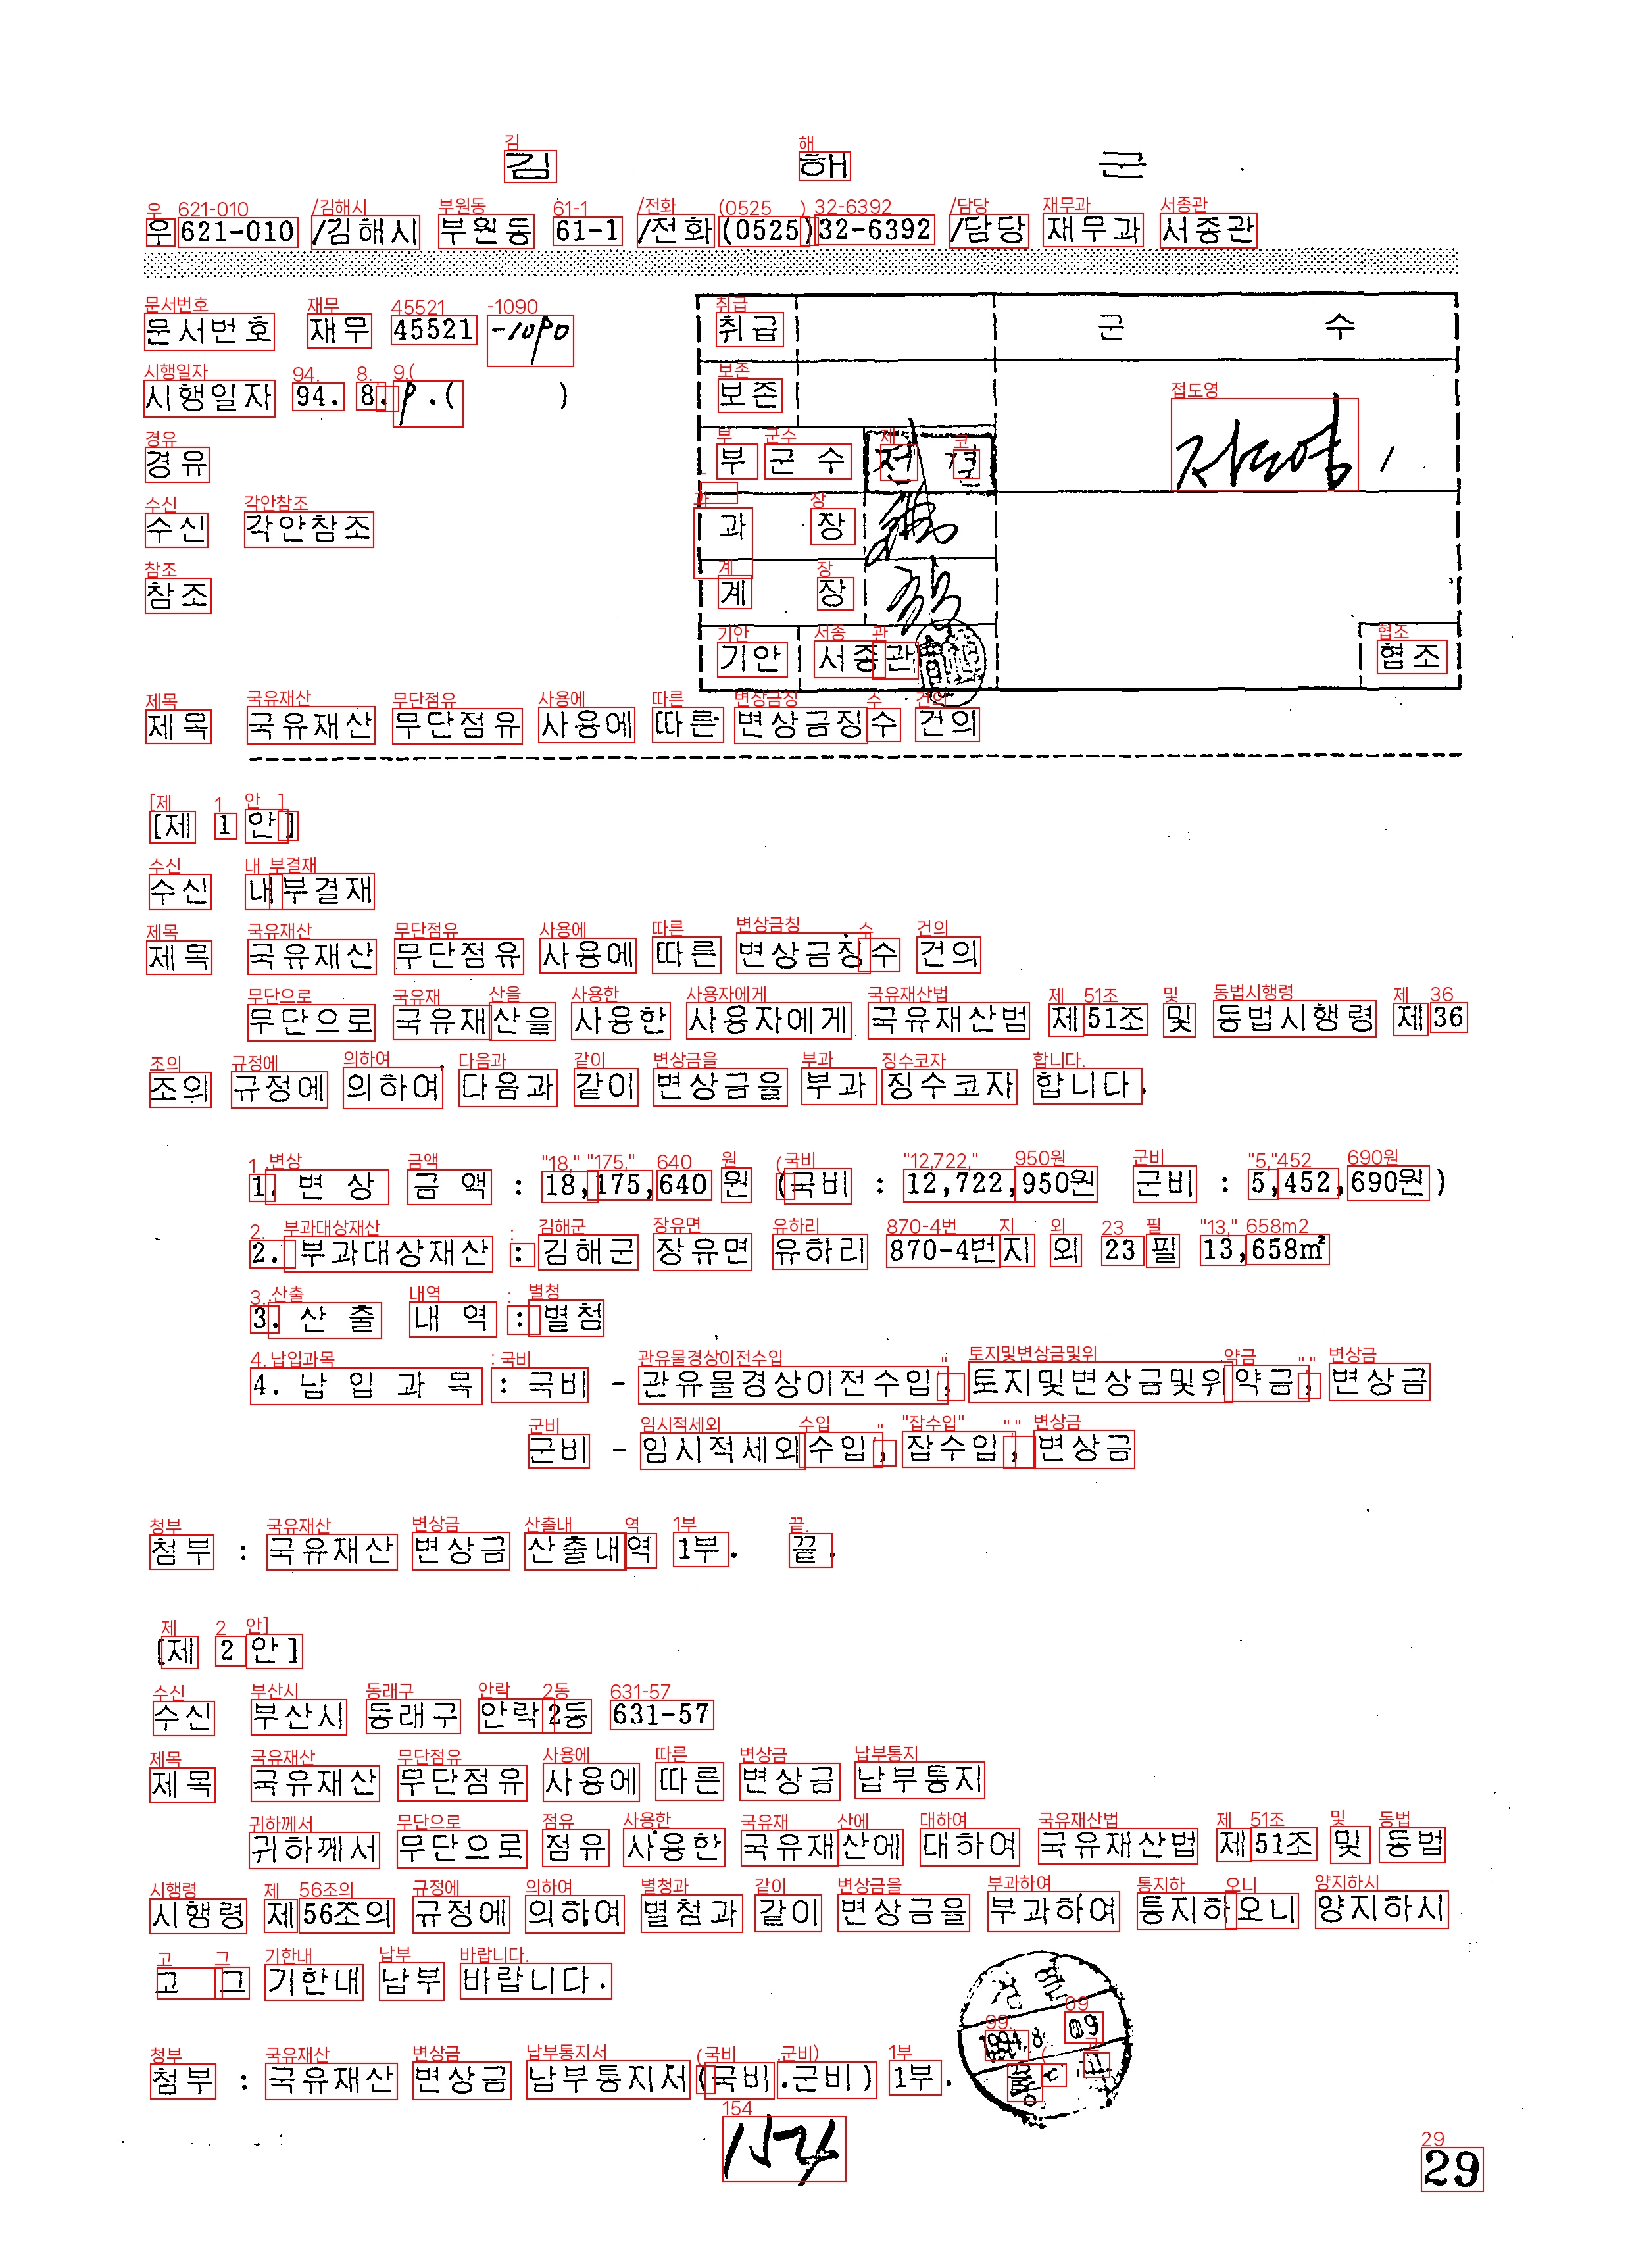 김 해 군
우 621-010 /김해시 부원동 61-1 /전화 (0525)32-6392 /담당 재무과 서종관
문서번호 재무 45521 -1090
시행일자 94. 8. 9 . ( )
경유
수신 각안참조
참조
취급 군 수
보존
부 군 수 전 결
과 장
계 장
기안 서종관 협조
제목 국유재산 무단점유 사용에 따른 변상금징수 건의
[제 1 안]
수신 내부결재
제목 국유재산 무단점유 사용에 따른 변상금징수 건의
무단으로 국유재산을 사용한 사용자에게 국유재산법 제51조 및 동법시행령 제36
조의 규정에 의하여 다음과 같이 변상금을 부과 징수코자 합니다.
1. 변 상 금 액 : 18,175,640 원 (국비 : 12,722,950원 군비 : 5,452,690원)
2. 부과대상재산 : 김해군 장유면 유하리 870-4번지 외 23 필 13,658㎡
3. 산 출 내 역 : 별첨
4. 납 입 과 목 : 국비 - 관유물경상이전수입, 토지및변상금및위약금, 변상금
군비 - 임시적세외수입, 잡수입, 변상금
첨부 : 국유재산 변상금 산출내역 1부. 끝.
[제 2 안]
수신 부산시 동래구 안락2동 631-57
제목 국유재산 무단점유 사용에 따른 변상금 납부통지
귀하께서 무단으로 점유 사용한 국유재산에 대하여 국유재산법 제51조 및 동법
시행령 제56조의 규정에 의하여 별첨과 같이 변상금을 부과하여 통지하오니 양지하시
고 그 기한내 납부 바랍니다.
첨부 : 국유재산 변상금 납부통지서(국비.군비) 1부.
1994. 8. 09
154
29